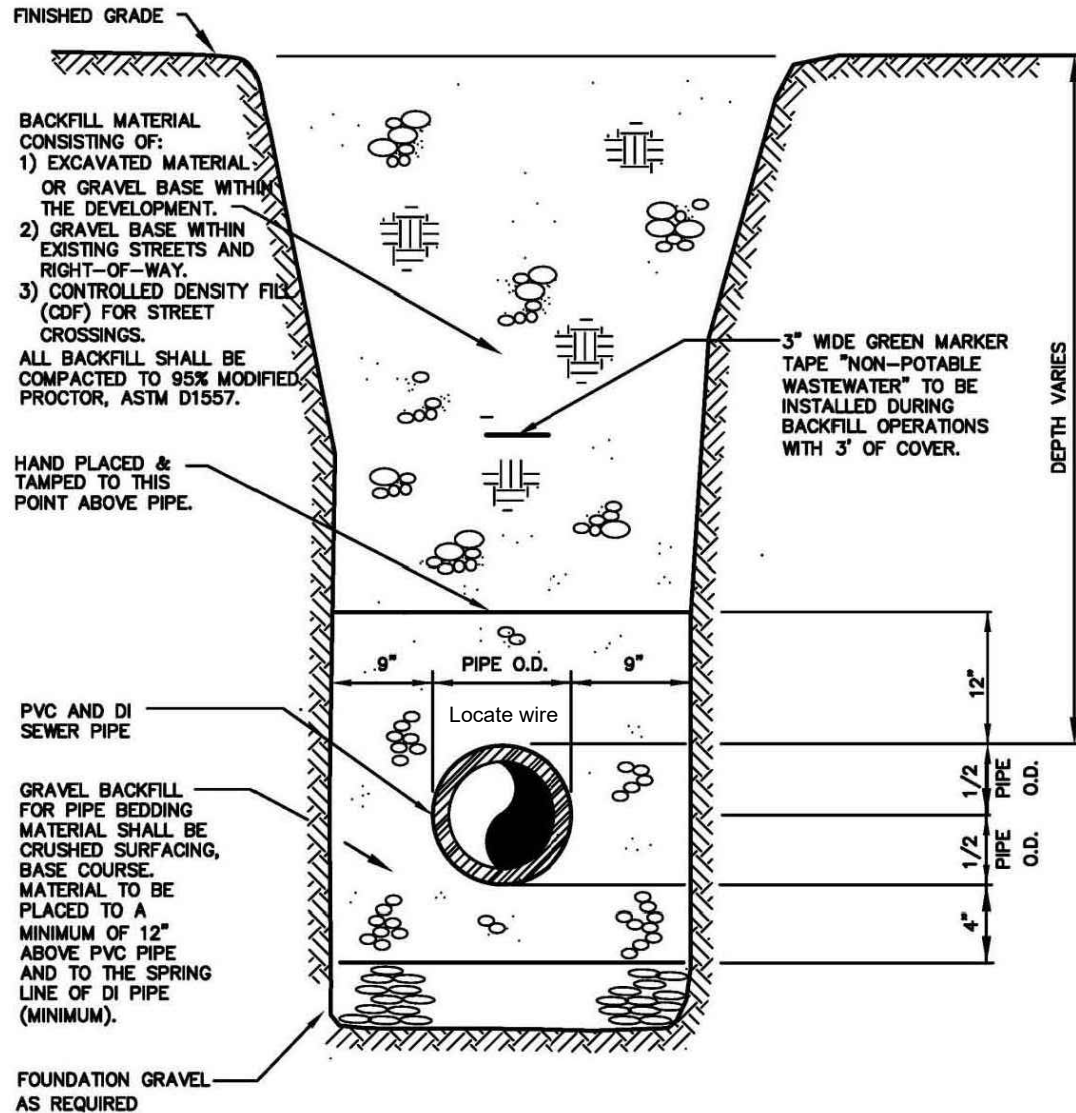 FINISHED GRADE
BACKFILL MATERIAL
CONSISTING OF:
1) EXCAVATED MATERIAL
OR GRAVEL BASE WITHIN
THE DEVELOPMENT.
2) GRAVEL BASE WITHIN
EXISTING STREETS AND
RIGHT-OF-WAY.
3) CONTROLLED DENSITY FILL
(CDF) FOR STREET
CROSSINGS.
ALL BACKFILL SHALL BE
COMPACTED TO 95% MODIFIED
PROCTOR, ASTM D1557.
3" WIDE GREEN MARKER
TAPE "NON-POTABLE
WASTEWATER" TO BE
INSTALLED DURING
BACKFILL OPERATIONS
WITH 3' OF COVER.
DEPTH VARIES
HAND PLACED &
TAMPED TO THIS
POINT ABOVE PIPE.
9"
PIPE O.D.
9"
12"
Locate wire
PVC AND DI
SEWER PIPE
1/2
PIPE
O.D.
1/2
PIPE
O.D.
4"
GRAVEL BACKFILL
FOR PIPE BEDDING
MATERIAL SHALL BE
CRUSHED SURFACING,
BASE COURSE.
MATERIAL TO BE
PLACED TO A
MINIMUM OF 12"
ABOVE PVC PIPE
AND TO THE SPRING
LINE OF DI PIPE
(MINIMUM).
FOUNDATION GRAVEL
AS REQUIRED